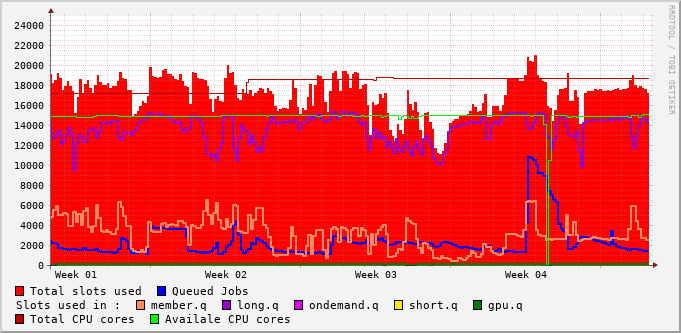 RRDTOOL / TOBI OETIKER
24000
22000
20000
18000
16000
14000
12000
10000
8000
6000
4000
2000
0
Week 01 Week 02 Week 03 Week 04
Total slots used Queued Jobs
Slots used in : member.q long.q ondemand.q short.q gpu.q
Total CPU cores Availale CPU cores